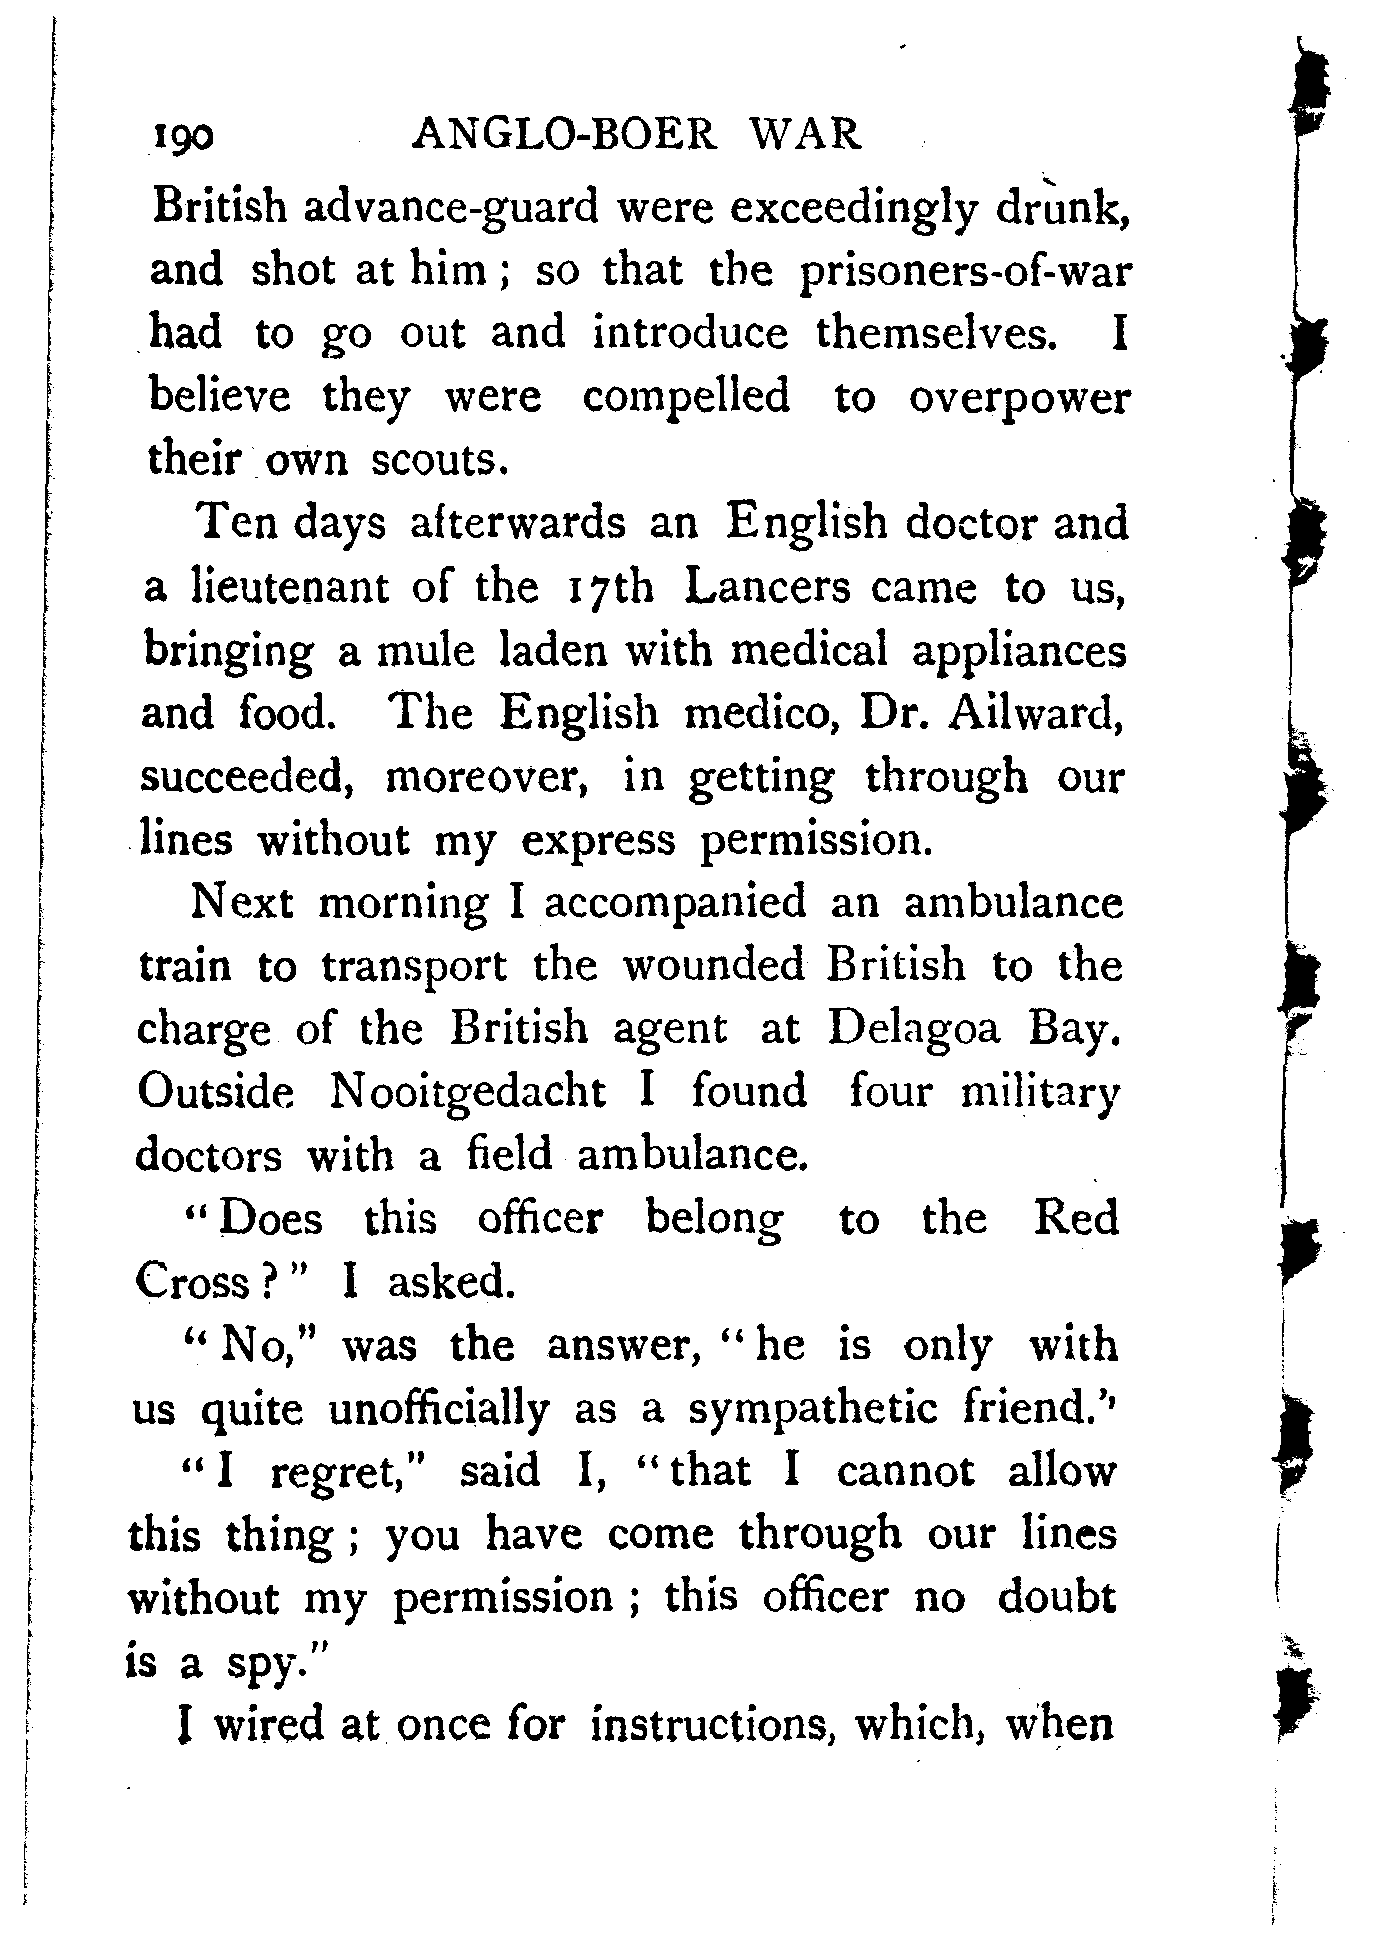 190 ANGLO-BOER WAR
British advance-guard were exceedingly drunk,
and shot at him ; so that the prisoners-of-war
had to go out and introduce themselves. I
believe they were compelled to overpower
their own scouts.
Ten days afterwards an English doctor and
a lieutenant of the 17th Lancers came to us,
bringing a mule laden with medical appliances
and food. The English medico, Dr. Ailward,
succeeded, moreover, in getting through our
lines without my express permission.
Next morning I accompanied an ambulance
train to transport the wounded British to the
charge of the British agent at Delagoa Bay.
Outside Nooitgedacht I found four military
doctors with a field ambulance.
“Does this officer belong to the Red
Cross ?” I asked.
“No,” was the answer, “he is only with
us quite unofficially as a sympathetic friend.”
“I regret,” said I, “that I cannot allow
this thing ; you have come through our lines
without my permission ; this officer no doubt
is a spy.”
I wired at once for instructions, which, when